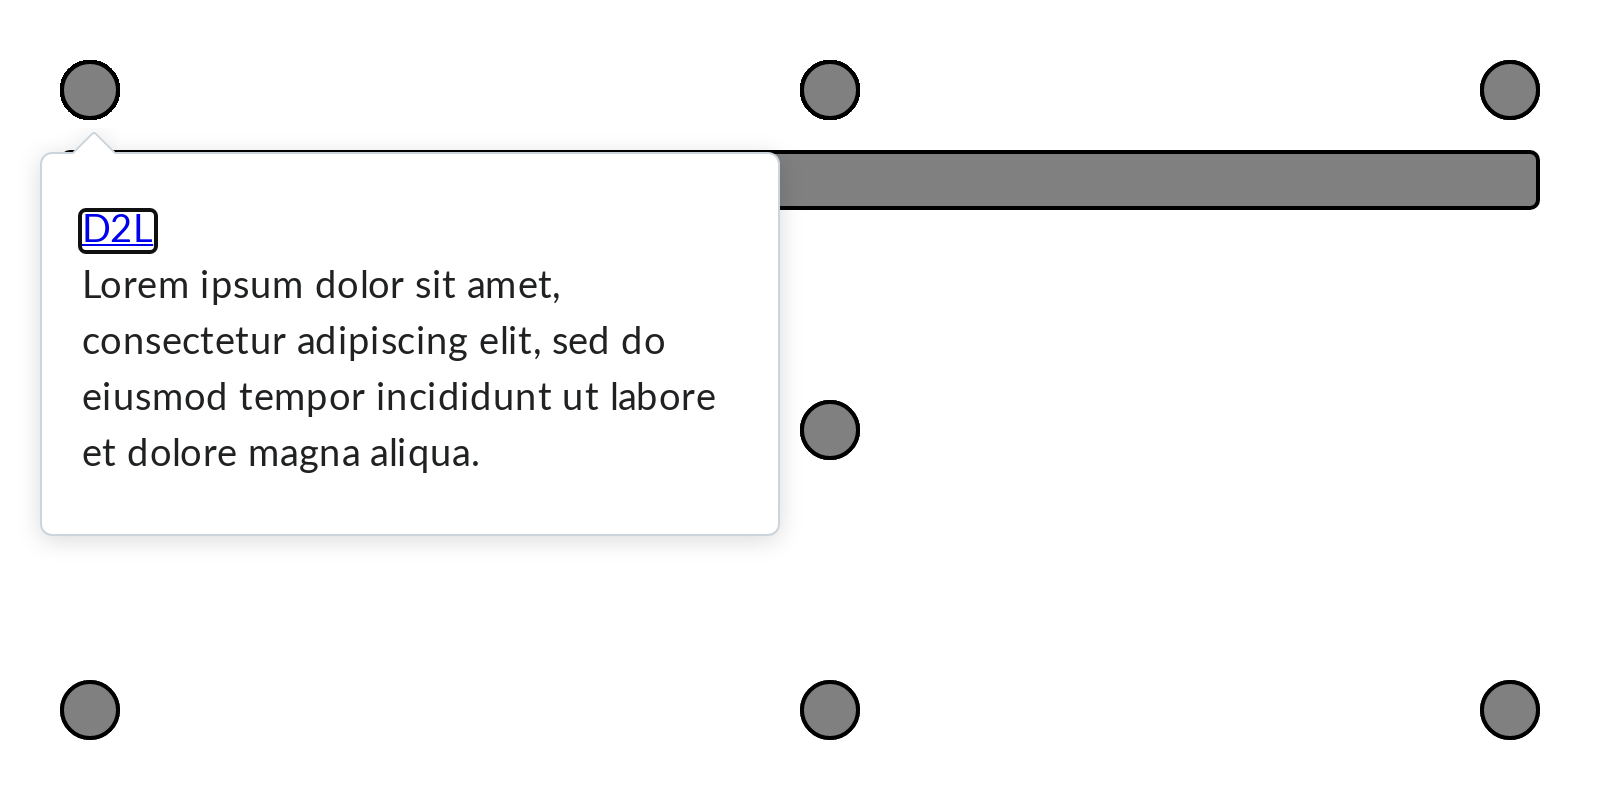 D2L
Lorem ipsum dolor sit amet,
consectetur adipiscing elit, sed do
eiusmod tempor incididunt ut labore
et dolore magna aliqua.